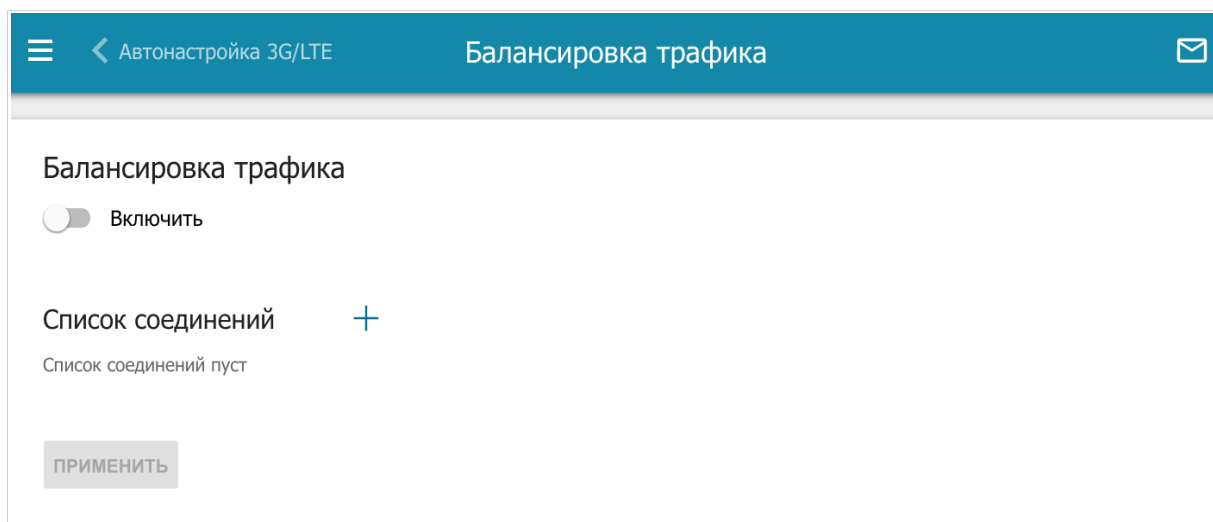 Автонастройка 3G/LTE
Балансировка трафика
Балансировка трафика
Включить
Список соединений
Список соединений пуст
ПРИМЕНИТЬ